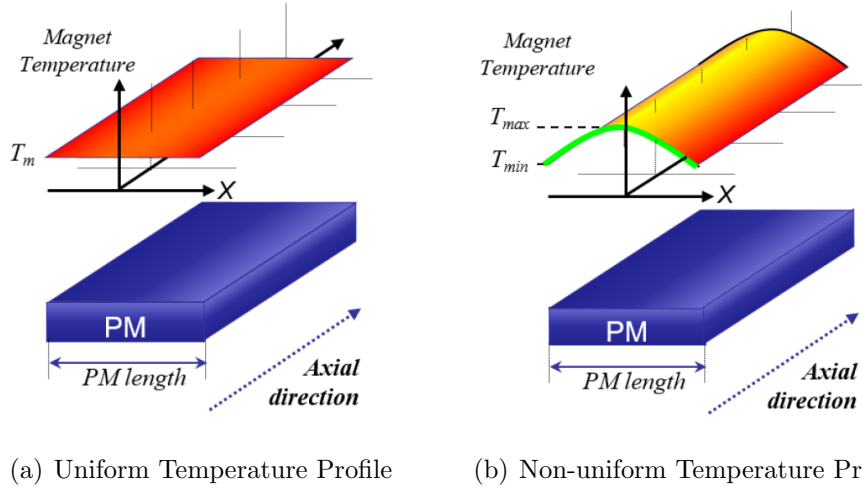 Magnet
Temperature
T_m
X
PM
PM length
Axial
direction
(a) Uniform Temperature Profile
Magnet
Temperature
T_max
T_min
X
PM
PM length
Axial
direction
(b) Non-uniform Temperature Pr